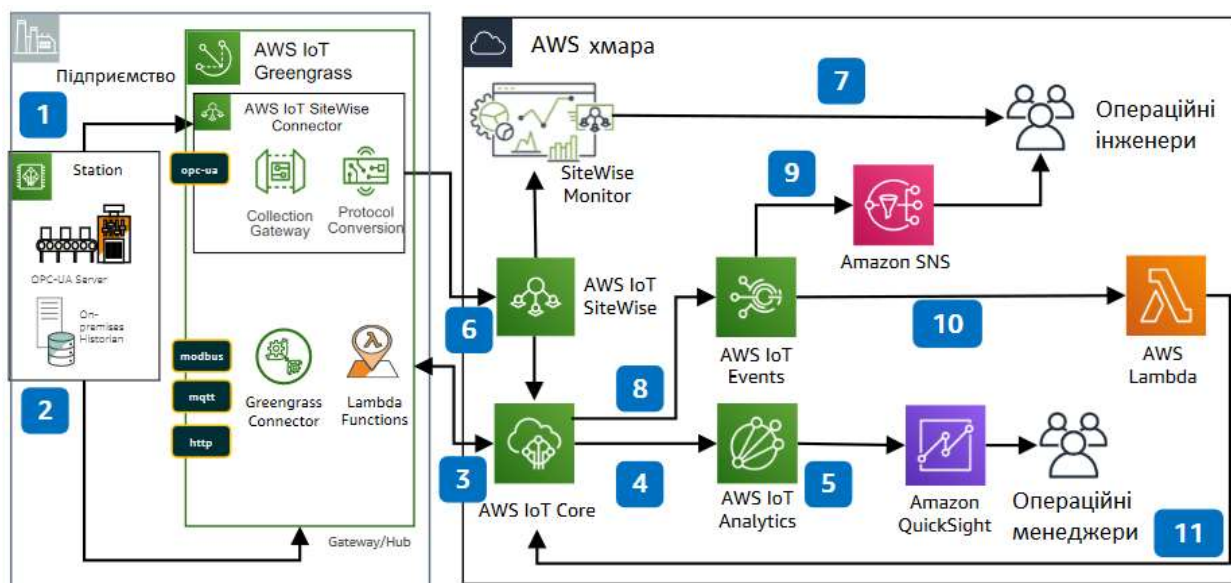 AWS IoT
Greengrass
Підприємство
1
AWS IoT SiteWise
Connector
Station
opc-ua
Collection
Gateway
Protocol
Conversion
OPC-UA Server
On-
premises
Historian
2
modbus
mqtt
http
Greengrass
Connector
Lambda
Functions
Gateway/Hub
AWS хмара
7
SiteWise
Monitor
Операційні
інженери
9
Amazon SNS
AWS IoT
SiteWise
6
AWS IoT
Events
10
AWS
Lambda
8
3
AWS IoT Core
4
AWS IoT
Analytics
5
Amazon
QuickSight
Операційні
менеджери
11